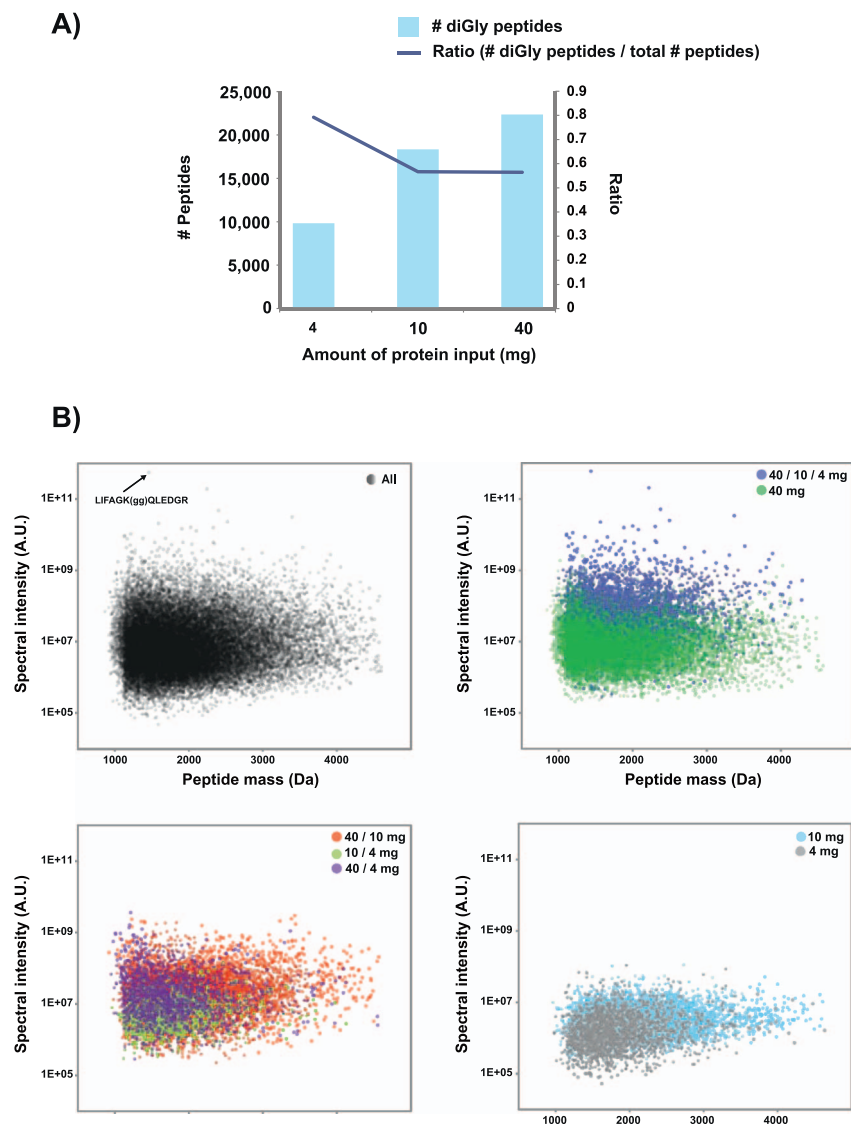 A)
# diGly peptides
Ratio (# diGly peptides / total # peptides)
# Peptides
25,000
20,000
15,000
10,000
5,000
0
0.9
0.8
0.7
0.6
0.5
0.4
0.3
0.2
0.1
0
Ratio
4 10 40
Amount of protein input (mg)
B)
All
LIFAGK(gg)QLEDGR
Spectral intensity (A.U.)
1E+11
1E+09
1E+07
1E+05
1000 2000 3000 4000
Peptide mass (Da)
40 / 10 / 4 mg
40 mg
Spectral intensity (A.U.)
1E+11
1E+09
1E+07
1E+05
1000 2000 3000 4000
Peptide mass (Da)
40 / 10 mg
10 / 4 mg
40 / 4 mg
Spectral intensity (A.U.)
1E+11
1E+09
1E+07
1E+05
10 mg
4 mg
Spectral intensity (A.U.)
1E+11
1E+09
1E+07
1E+05
1000 2000 3000 4000